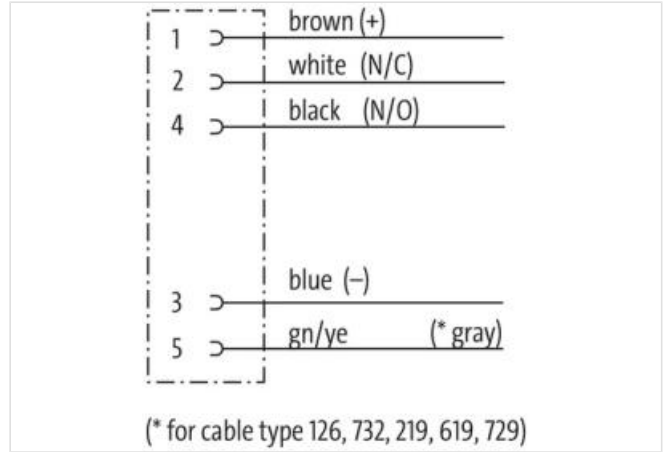 1 brown (+)
2 white (N/C)
4 black (N/O)
3 blue (–)
5 gn/ye (* gray)
(* for cable type 126, 732, 219, 619, 729)